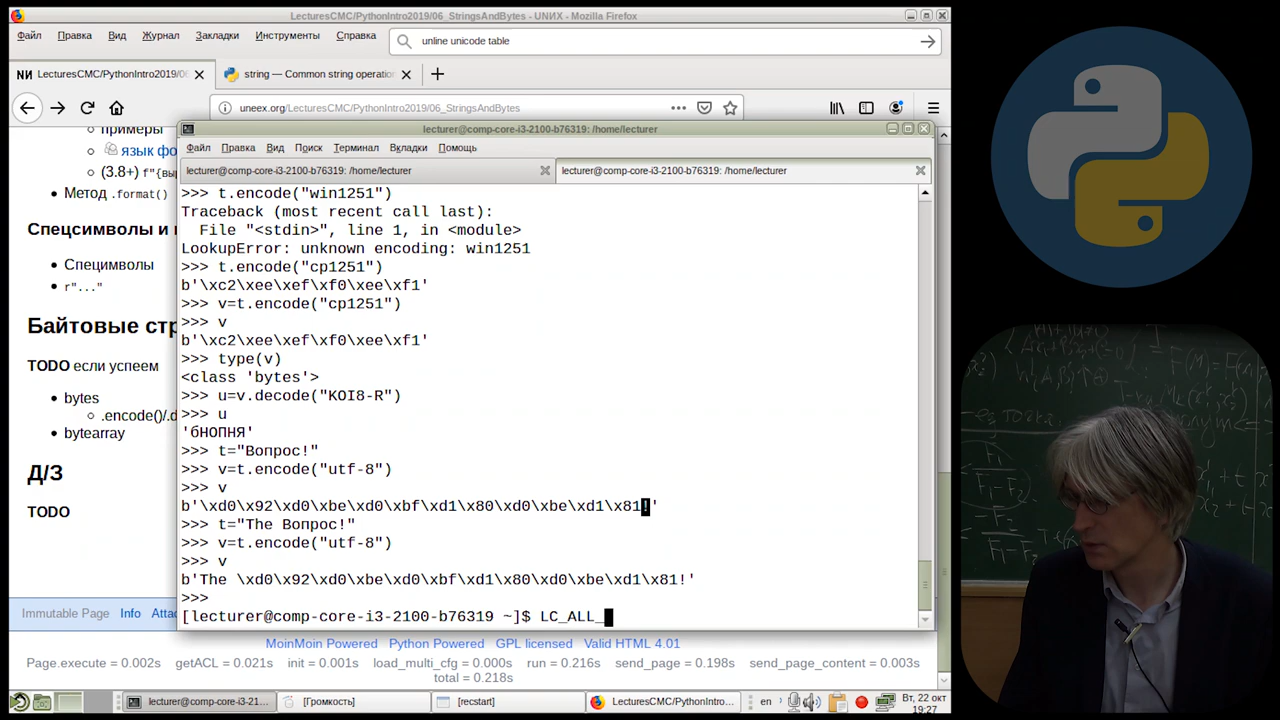 LecturesCMC/PythonIntro2019/06_StringsAndBytes - UNИX - Mozilla Firefox
Файл Правка Вид Журнал Закладки Инструменты Справка
unline unicode table
LecturesCMC/PythonIntro2019/06
string — Common string operatio
uneex.org/LecturesCMC/PythonIntro2019/06_StringsAndBytes
примеры
язык фо
(3.8+) f"{выр
Метод .format()
Спецсимволы и
Специмволы
r"..."
Байтовые стр
TODO если успеем
bytes
.encode()/.d
bytearray
Д/З
TODO
Immutable Page Info Attac
lecturer@comp-core-i3-2100-b76319: /home/lecturer
Файл Правка Вид Поиск Терминал Вкладки Помощь
lecturer@comp-core-i3-2100-b76319: /home/lecturer
lecturer@comp-core-i3-2100-b76319: /home/lecturer
>>> t.encode("win1251")
Traceback (most recent call last):
  File "<stdin>", line 1, in <module>
LookupError: unknown encoding: win1251
>>> t.encode("cp1251")
b'\xc2\xee\xef\xf0\xee\xf1'
>>> v=t.encode("cp1251")
>>> v
b'\xc2\xee\xef\xf0\xee\xf1'
>>> type(v)
<class 'bytes'>
>>> u=v.decode("KOI8-R")
>>> u
'бНОПНЯ'
>>> t="Вопрос!"
>>> v=t.encode("utf-8")
>>> v
b'\xd0\x92\xd0\xbe\xd0\xbf\xd1\x80\xd0\xbe\xd1\x81!'
>>> t="The Вопрос!"
>>> v=t.encode("utf-8")
>>> v
b'The \xd0\x92\xd0\xbe\xd0\xbf\xd1\x80\xd0\xbe\xd1\x81!'
>>>
[lecturer@comp-core-i3-2100-b76319 ~]$ LC_ALL_
MoinMoin Powered Python Powered GPL licensed Valid HTML 4.01
Page.execute = 0.002s getACL = 0.021s init = 0.001s load_multi_cfg = 0.000s run = 0.216s send_page = 0.198s send_page_content = 0.003s
total = 0.218s
lecturer@comp-core-i3-21... [Громкость] [recstart] LecturesCMC/PythonIntro... en Вт, 22 окт
19:27